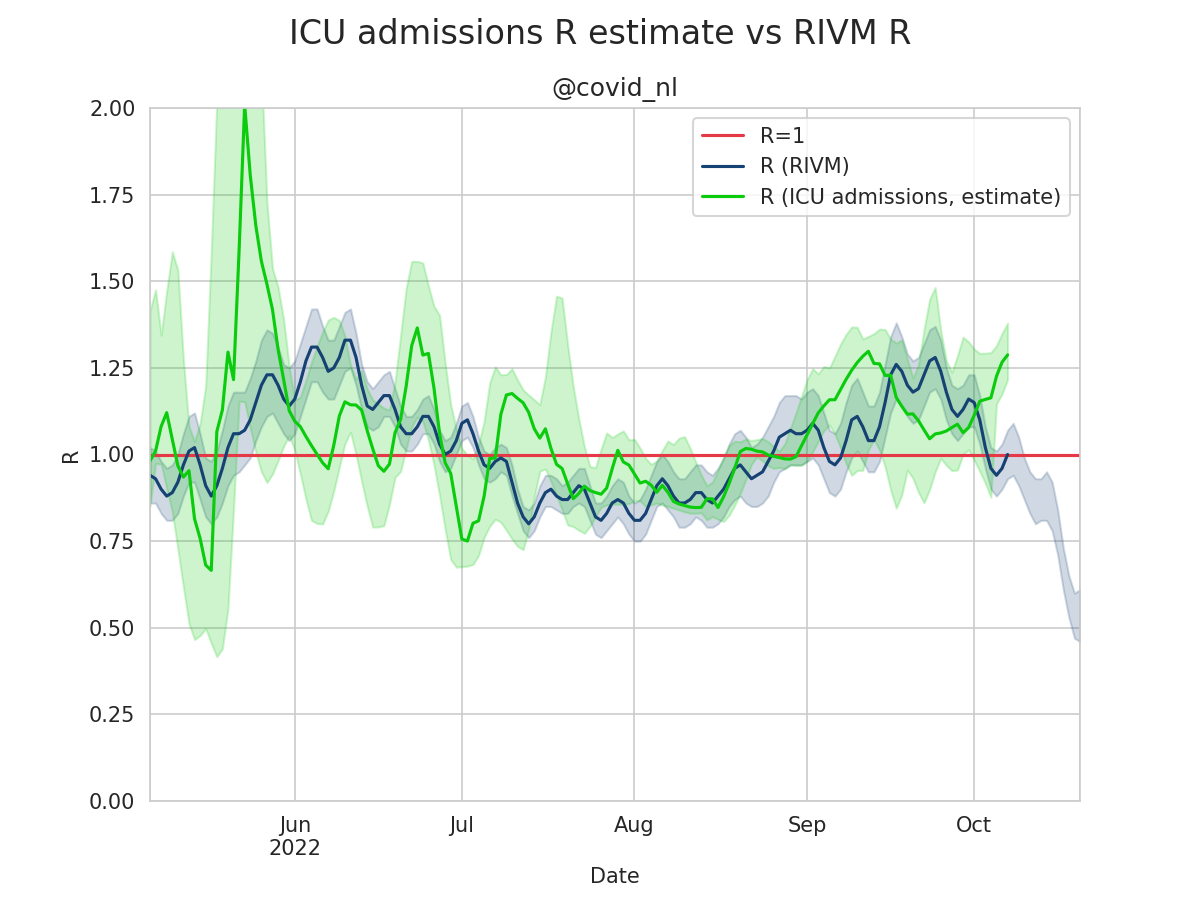 ICU admissions R estimate vs RIVM R
@covid_nl
R=1
R (RIVM)
R (ICU admissions, estimate)
2.00
1.75
1.50
1.25
1.00
0.75
0.50
0.25
0.00
R
Jun
2022
Jul
Aug
Sep
Oct
Date